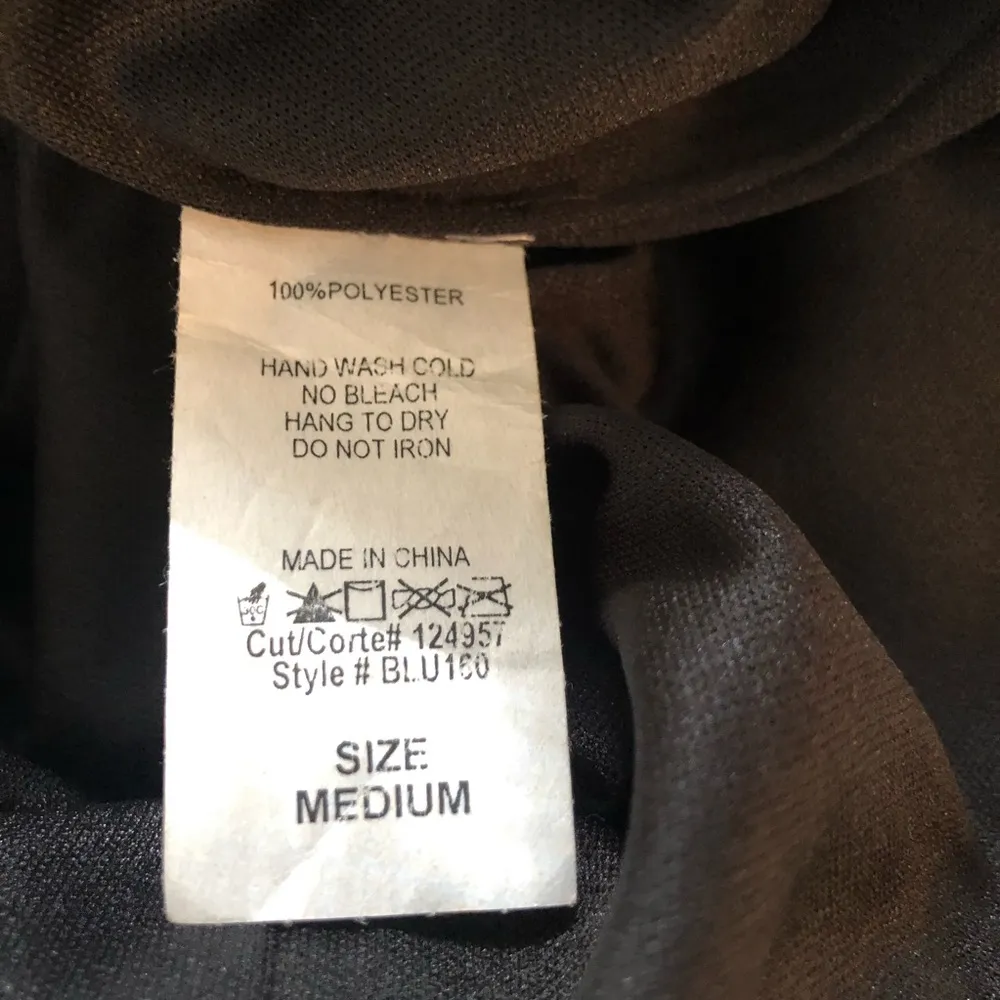 100%POLYESTER
HAND WASH COLD
NO BLEACH
HANG TO DRY
DO NOT IRON
MADE IN CHINA
Cut/Corte# 124957
Style # BLU160
SIZE
MEDIUM